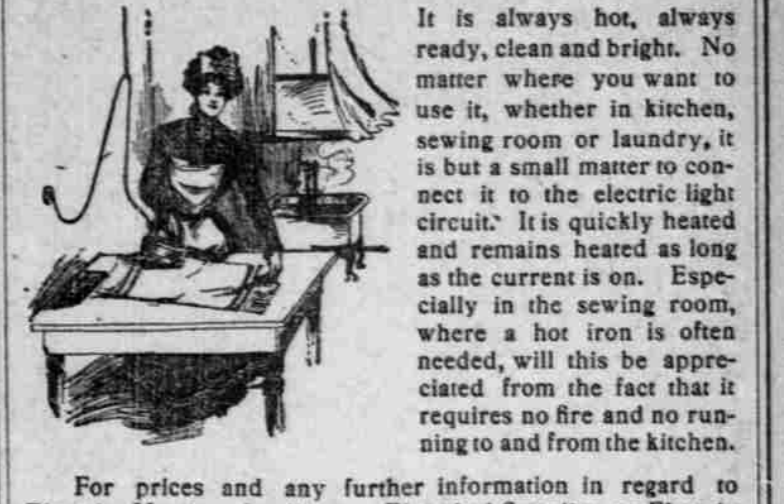 It is always hot, always
ready, clean and bright. No
matter where you want to
use it, whether in kitchen,
sewing room or laundry, it
is but a small matter to con-
nect it to the electric light
circuit. It is quickly heated
and remains heated as long
as the current is on. Espe-
cially in the sewing room,
where a hot iron is often
needed, will this be appre-
ciated from the fact that it
requires no fire and no run-
ning to and from the kitchen.
For prices and any further information in regard to